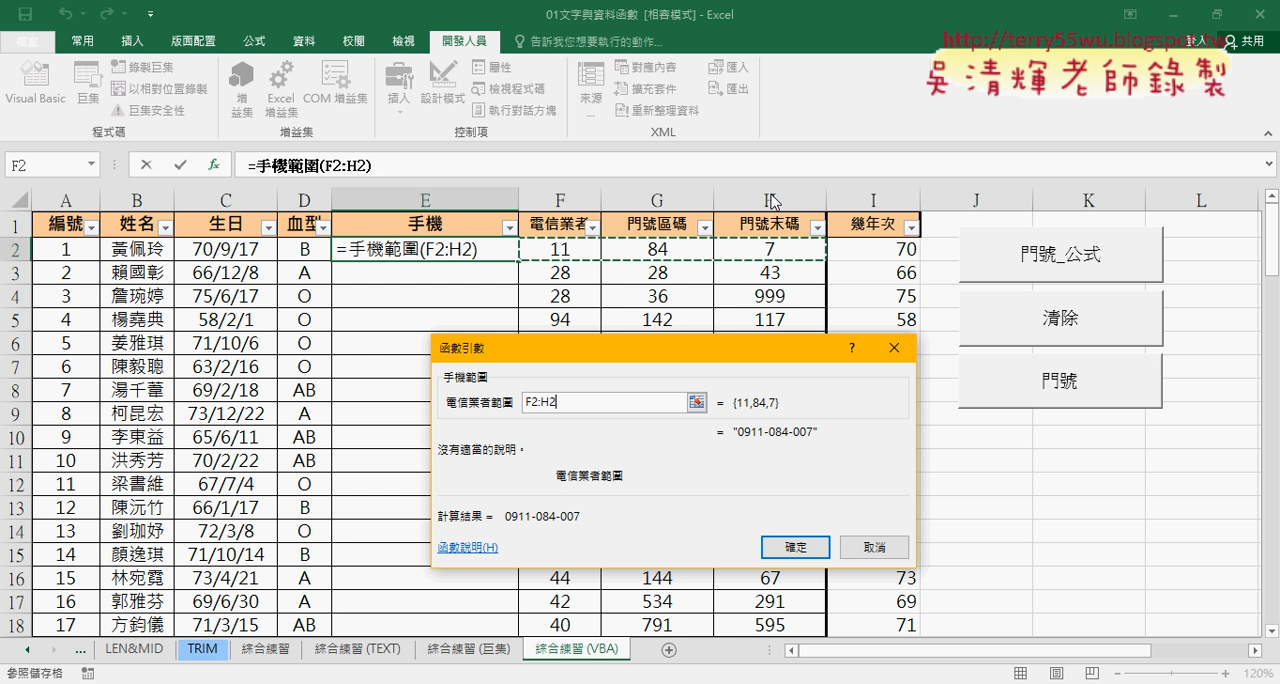 01文字與資料函數 [相容模式] - Excel
檔案 常用 插入 版面配置 公式 資料 校閱 檢視 開發人員 告訴我您想要執行的動作... 登入 共用
http://terry55wu.blogspot.tw
吳清輝老師錄製
Visual Basic 巨集 錄製巨集 以相對位置錄製 巨集安全性 程式碼
增益集 Excel 增益集 COM 增益集 增益集
插入 設計模式 屬性 檢視程式碼 執行對話方塊 控制項
來源... 對應內容 擴充套件 重新整理資料 匯入 匯出 XML
F2 fx =手機範圍(F2:H2)
A B C D E F G H I J K L
1 編號 姓名 生日 血型 手機 電信業者 門號區碼 門號末碼 幾年次
2 1 黃佩玲 70/9/17 B =手機範圍(F2:H2) 11 84 7 70
3 2 賴國彰 66/12/8 A 28 28 43 66
4 3 詹琬婷 75/6/17 O 28 36 999 75
5 4 楊堯典 58/2/1 O 94 142 117 58
6 5 姜雅琪 71/10/6 O
7 6 陳毅聰 63/2/16 O
8 7 湯千葦 69/2/18 AB
9 8 柯昆宏 73/12/22 A
10 9 李東益 65/6/11 AB
11 10 洪秀芳 70/2/22 AB
12 11 梁書維 67/7/4 O
13 12 陳沅竹 66/1/17 B
14 13 劉珈妤 72/3/8 O
15 14 顏逸琪 71/10/14 B
16 15 林宛霓 73/4/21 A 44 144 67 73
17 16 郭雅芬 69/6/30 A 42 534 291 69
18 17 方鈞儀 71/3/15 AB 40 791 595 71
門號_公式
清除
門號
函數引數 ?
手機範圍
電信業者範圍 F2:H2 = {11,84,7}
= "0911-084-007"
沒有適當的說明。
電信業者範圍
計算結果 = 0911-084-007
函數說明(H) 確定 取消
... LEN&MID TRIM 綜合練習 綜合練習 (TEXT) 綜合練習 (巨集) 綜合練習 (VBA)
參照儲存格 120%